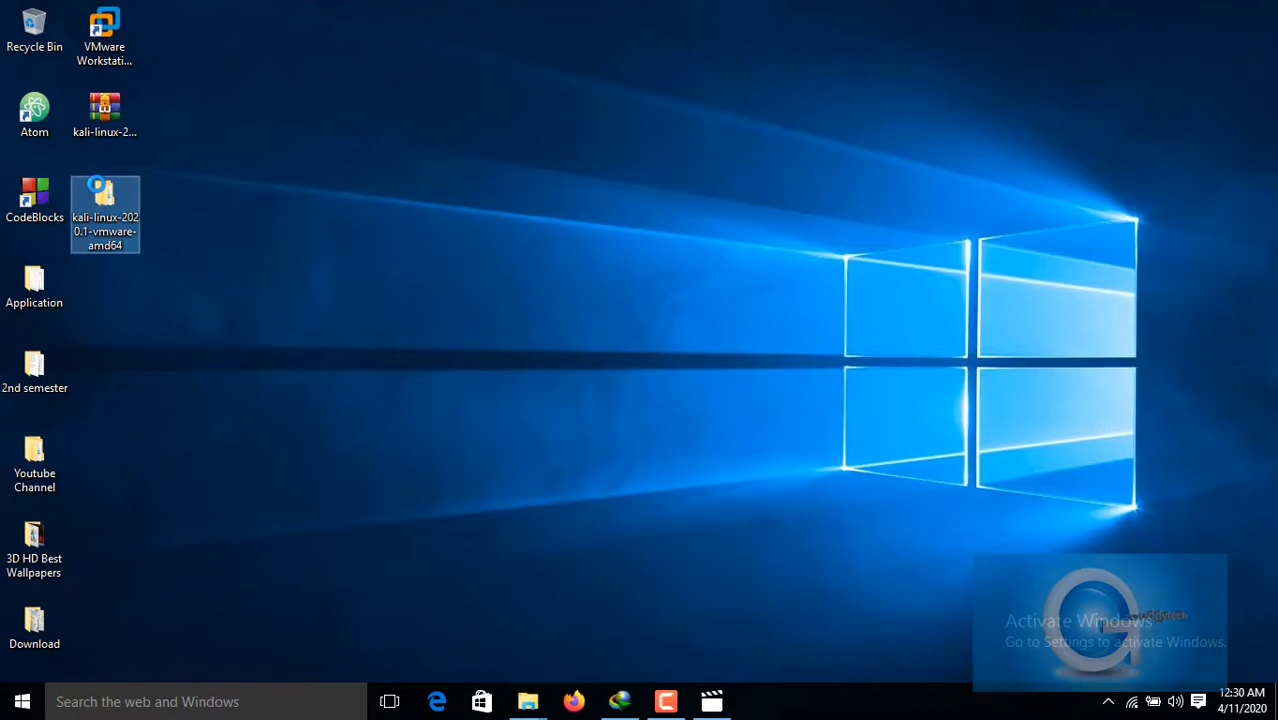 Recycle Bin
VMware
Workstati...
Atom
kali-linux-2...
CodeBlocks
kali-linux-202
0.1-vmware-
amd64
Application
2nd semester
Youtube
Channel
3D HD Best
Wallpapers
Download
Activate Windows
Go to Settings to activate Windows.
Search the web and Windows
12:30 AM
4/11/2020